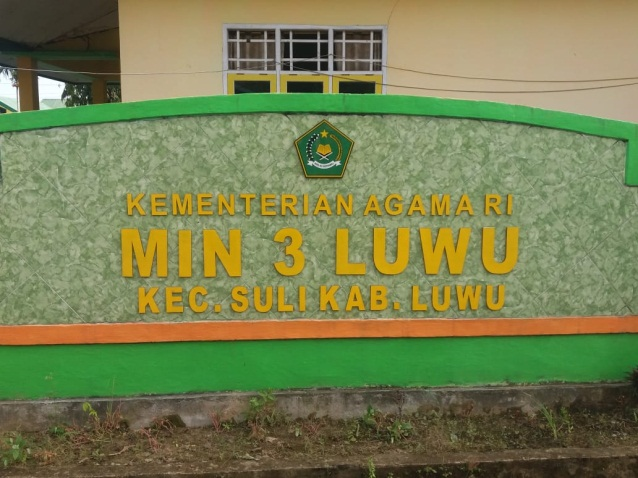 KEMENTERIAN AGAMA RI
MIN 3 LUWU
KEC. SULI KAB. LUWU